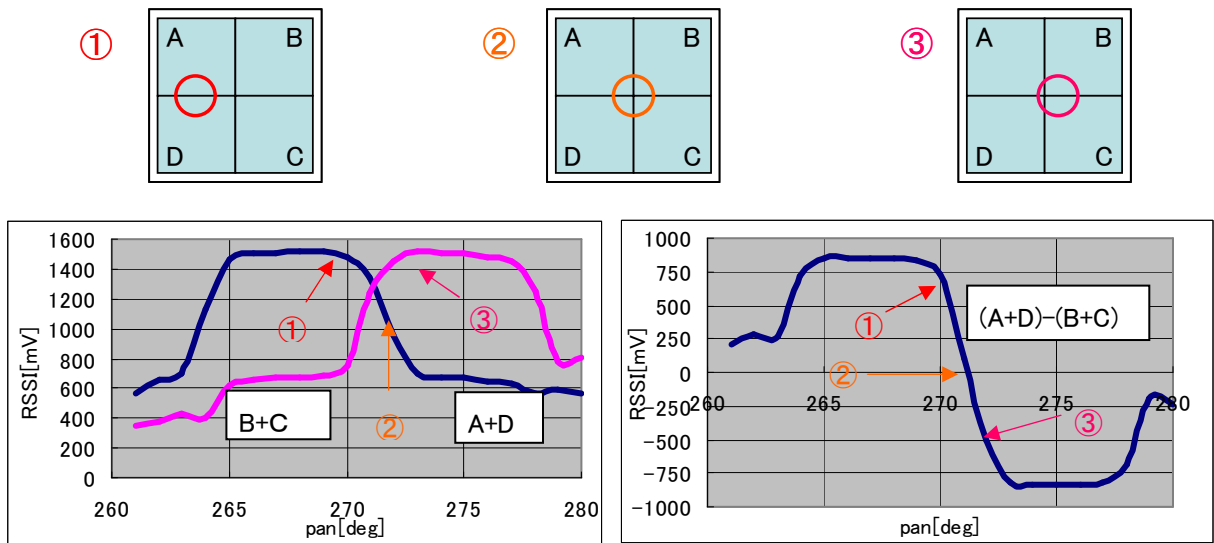 ① A B D C
② A B D C
③ A B D C
RSSI[mV]
1600
1400
1200
1000
800
600
400
200
0
260 265 270 275 280
pan[deg]
①
②
③
B+C
A+D
RSSI[mV]
1000
750
500
250
0
-250
-500
-750
-1000
260 265 270 275 280
pan[deg]
①
②
③
(A+D)-(B+C)